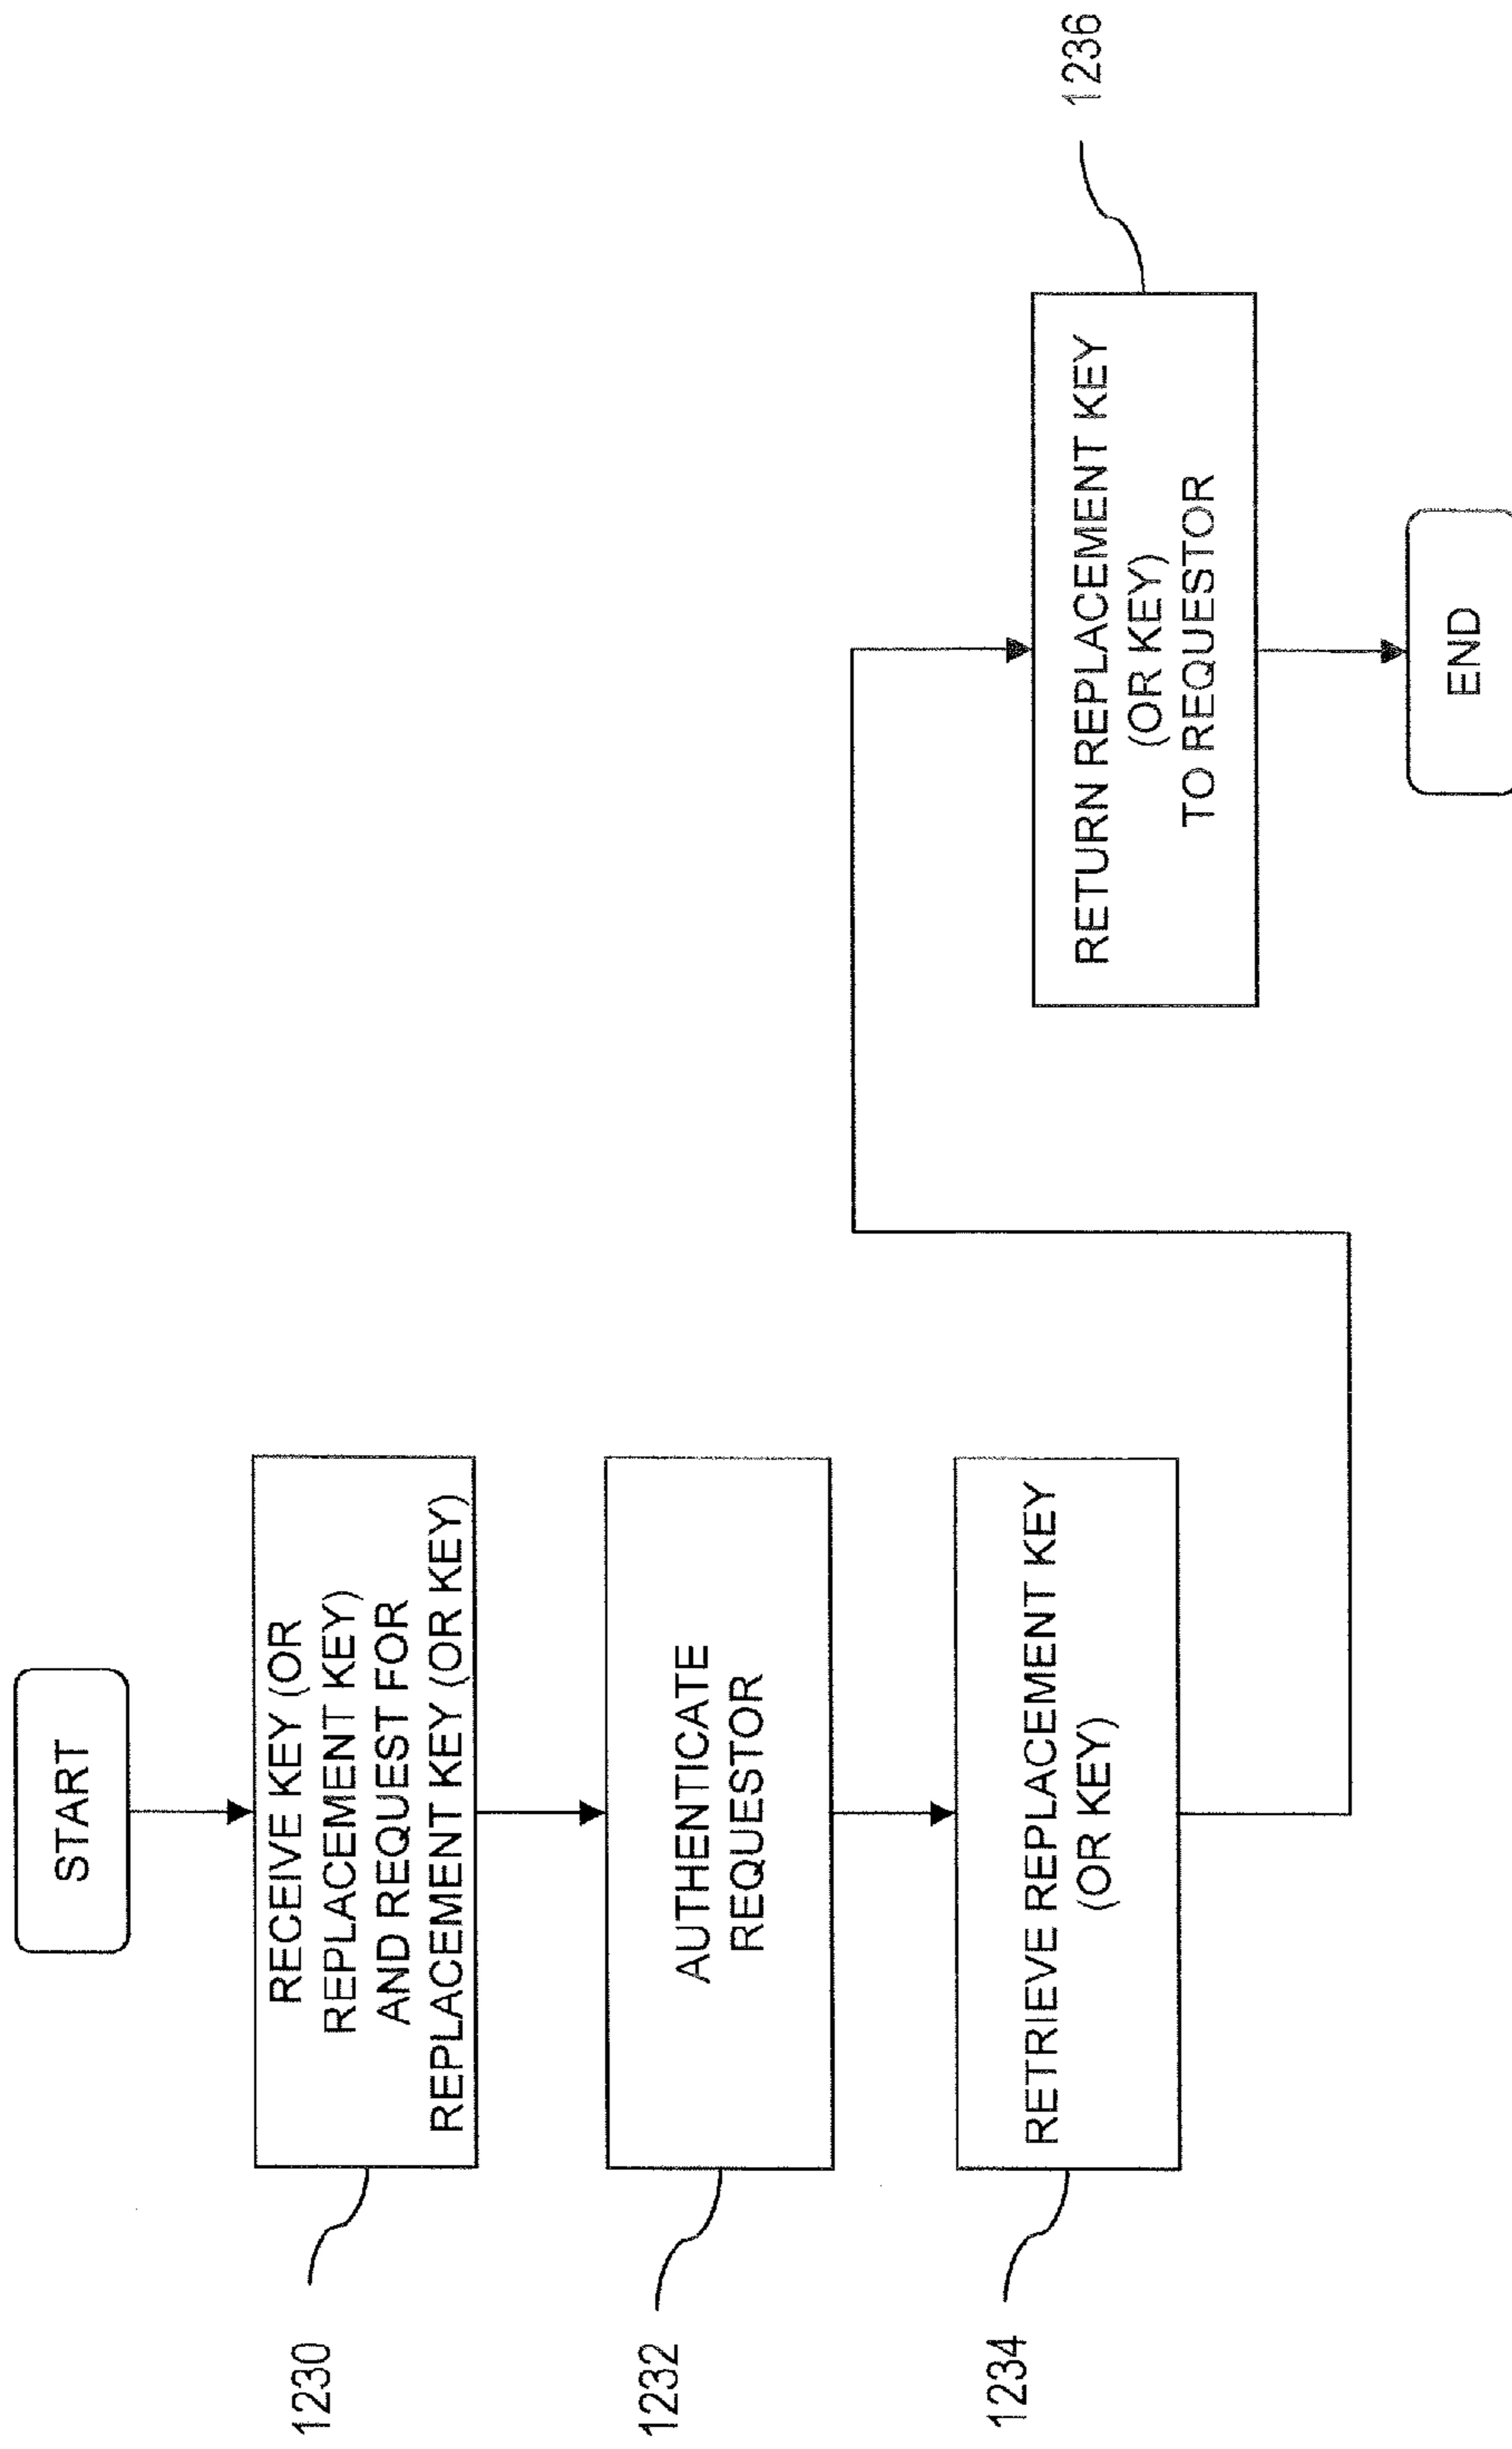 START
RECEIVE KEY (OR
REPLACEMENT KEY)
AND REQUEST FOR
REPLACEMENT KEY (OR KEY)
1230
AUTHENTICATE
REQUESTOR
1232
RETRIEVE REPLACEMENT KEY
(OR KEY)
1234
RETURN REPLACEMENT KEY
(OR KEY)
TO REQUESTOR
1236
END